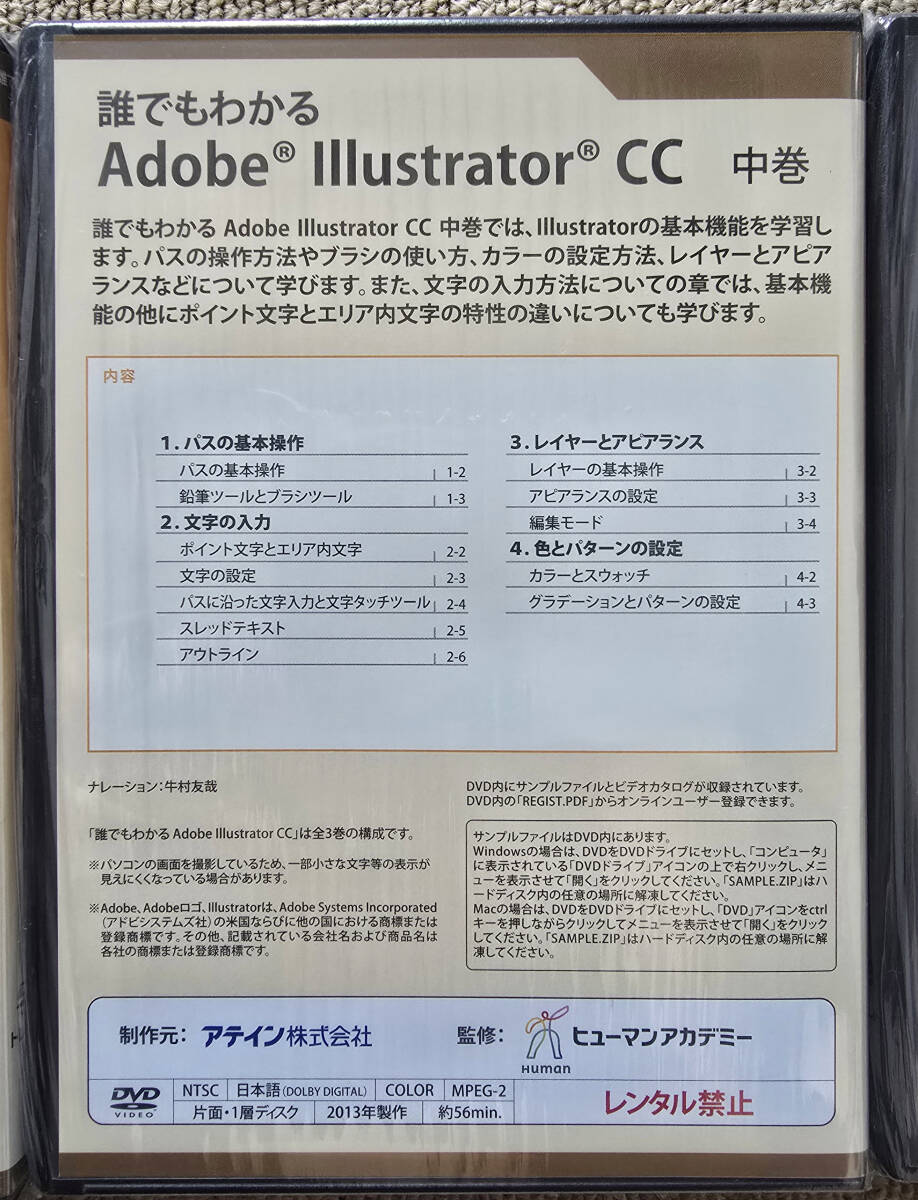 誰でもわかる
Adobe® Illustrator® CC 中巻
誰でもわかる Adobe Illustrator CC 中巻では、Illustratorの基本機能を学習し
ます。パスの操作方法やブラシの使い方、カラーの設定方法、レイヤーとアピア
ランスなどについて学びます。また、文字の入力方法についての章では、基本機
能の他にポイント文字とエリア内文字の特性の違いについても学びます。
内容
1.パスの基本操作
パスの基本操作 1-2
鉛筆ツールとブラシツール 1-3
2.文字の入力
ポイント文字とエリア内文字 2-2
文字の設定 2-3
パスに沿った文字入力と文字タッチツール 2-4
スレッドテキスト 2-5
アウトライン 2-6
3.レイヤーとアピアランス
レイヤーの基本操作 3-2
アピアランスの設定 3-3
編集モード 3-4
4.色とパターンの設定
カラーとスウォッチ 4-2
グラデーションとパターンの設定 4-3
ナレーション:牛村友哉
「誰でもわかる Adobe Illustrator CC」は全3巻の構成です。
※パソコンの画面を撮影しているため、一部小さな文字等の表示が
見えにくくなっている場合があります。
※Adobe、Adobeロゴ、Illustratorは、Adobe Systems Incorporated
(アドビシステムズ社)の米国ならびに他の国における商標または
登録商標です。その他、記載されている会社名および商品名は
各社の商標または登録商標です。
DVD内にサンプルファイルとビデオカタログが収録されています。
DVD内の「REGIST.PDF」からオンラインユーザー登録できます。
サンプルファイルはDVD内にあります。
Windowsの場合は、DVDをDVDドライブにセットし、「コンピュータ」
に表示されている「DVDドライブ」アイコンの上で右クリックし、メニ
ューを表示させて「開く」をクリックしてください。「SAMPLE.ZIP」はハ
ードディスク内の任意の場所に解凍してください。
Macの場合は、DVDをDVDドライブにセットし、「DVD」アイコンをctrl
キーを押しながらクリックしてメニューを表示させて「開く」をクリック
してください。「SAMPLE.ZIP」はハードディスク内の任意の場所に解
凍してください。
制作元: アテイン株式会社
監修: Human ヒューマンアカデミー
DVD VIDEO
NTSC 日本語(DOLBY DIGITAL) COLOR MPEG-2
片面・1層ディスク 2013年製作 約56min.
レンタル禁止